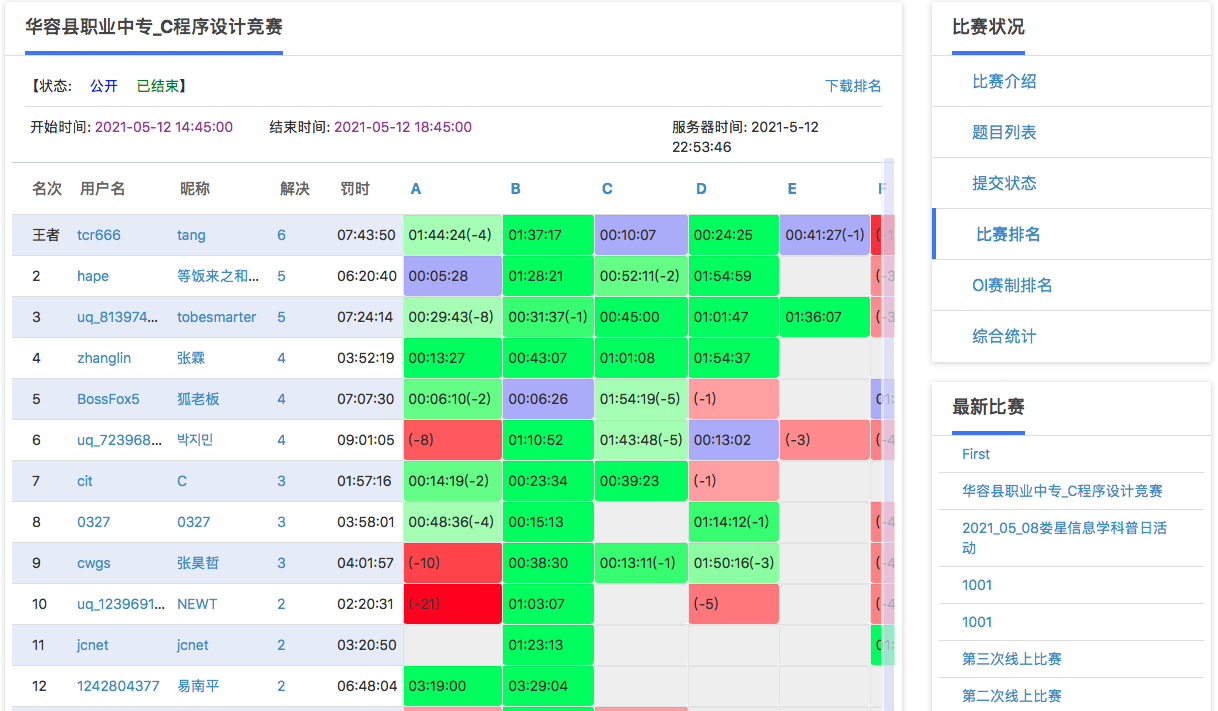 华容县职业中专_C程序设计竞赛
【状态: 公开 已结束】 下载排名
开始时间: 2021-05-12 14:45:00 结束时间: 2021-05-12 18:45:00 服务器时间: 2021-5-12
22:53:46
名次 用户名 昵称 解决 罚时 A B C D E F
王者 tcr666 tang 6 07:43:50 01:44:24(-4) 01:37:17 00:10:07 00:24:25 00:41:27(-1) (-1
2 hape 等饭来之和... 5 06:20:40 00:05:28 01:28:21 00:52:11(-2) 01:54:59 (-3
3 uq_813974... tobesmarter 5 07:24:14 00:29:43(-8) 00:31:37(-1) 00:45:00 01:01:47 01:36:07 (-3
4 zhanglin 张霖 4 03:52:19 00:13:27 00:43:07 01:01:08 01:54:37
5 BossFox5 狐老板 4 07:07:30 00:06:10(-2) 00:06:26 01:54:19(-5) (-1) 01:
6 uq_723968... 박지민 4 09:01:05 (-8) 01:10:52 01:43:48(-5) 00:13:02 (-3) (-4
7 cit C 3 01:57:16 00:14:19(-2) 00:23:34 00:39:23 (-1)
8 0327 0327 3 03:58:01 00:48:36(-4) 00:15:13 01:14:12(-1) (-4
9 cwgs 张昊哲 3 04:01:57 (-10) 00:38:30 00:13:11(-1) 01:50:16(-3) (-4
10 uq_1239691... NEWT 2 02:20:31 (-21) 01:03:07 (-5) (-4
11 jcnet jcnet 2 03:20:50 01:23:13 01:
12 1242804377 易南平 2 06:48:04 03:19:00 03:29:04
比赛状况
比赛介绍
题目列表
提交状态
比赛排名
OI赛制排名
综合统计
最新比赛
First
华容县职业中专_C程序设计竞赛
2021_05_08娄星信息学科普日活
动
1001
1001
第三次线上比赛
第二次线上比赛